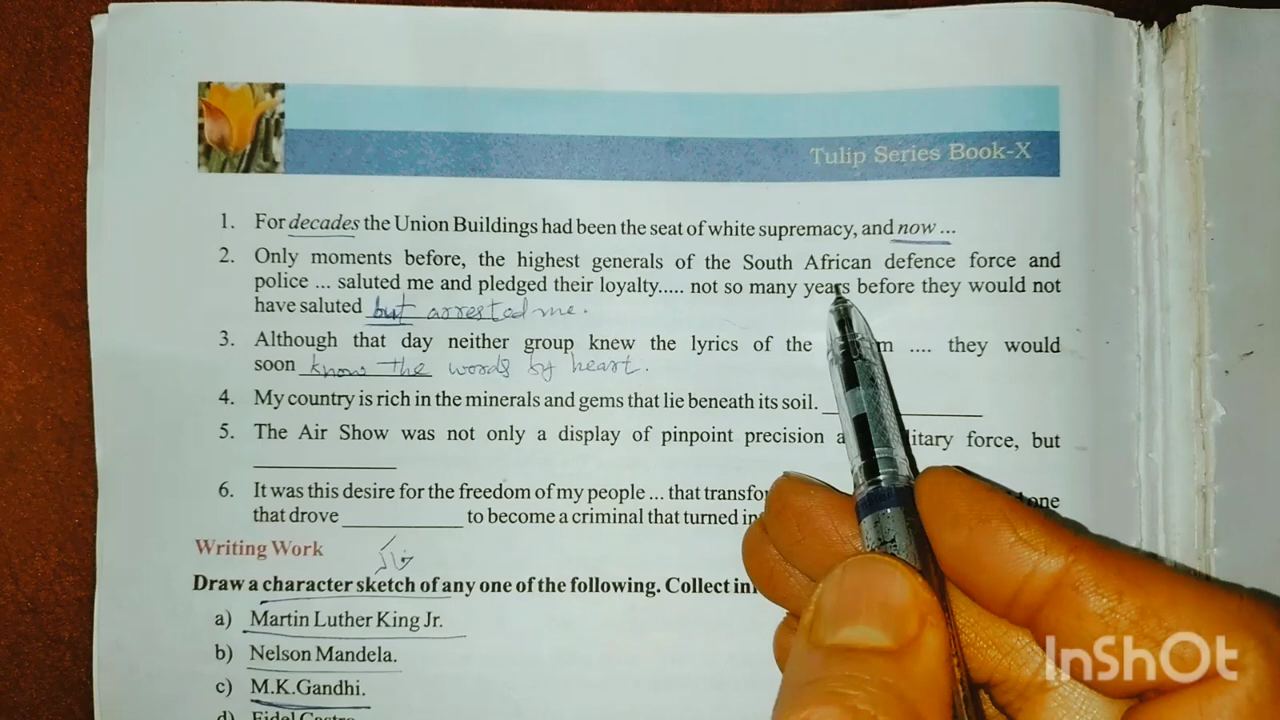 Tulip Series Book-X
1. For decades the Union Buildings had been the seat of white supremacy, and now ...
2. Only moments before, the highest generals of the South African defence force and
police ... saluted me and pledged their loyalty..... not so many years before they would not
have saluted but arrested me.
3. Although that day neither group knew the lyrics of the .... they would
soon know the words by heart.
4. My country is rich in the minerals and gems that lie beneath its soil. ____________
5. The Air Show was not only a display of pinpoint precision force, but
____________
6. It was this desire for the freedom of my people ... that one
that drove __________ to become a criminal that turned
Writing Work
خاکہ
Draw a character sketch of any one of the following. Collect
a) Martin Luther King Jr.
b) Nelson Mandela.
c) M.K.Gandhi.
d) Fidel Castro
InShOt